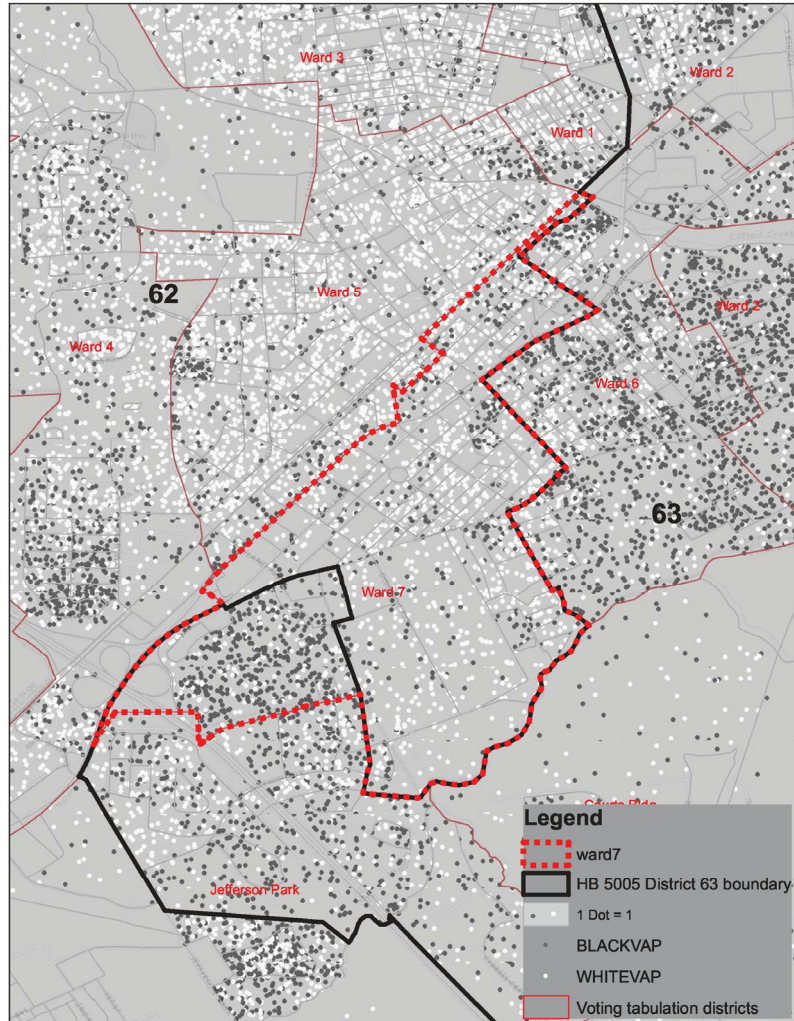 Ward 3
Ward 2
Ward 1
62
Ward 5
Ward 2
Ward 4
Ward 6
63
Ward 7
Jefferson Park
Legend
ward7
HB 5005 District 63 boundary
1 Dot = 1
BLACKVAP
WHITEVAP
Voting tabulation districts